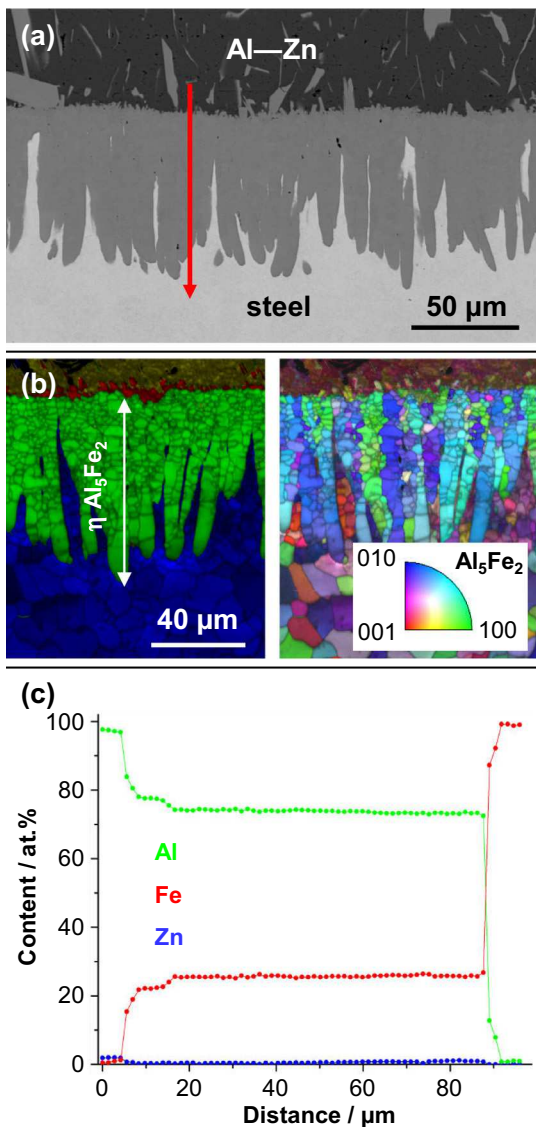 (a)
Al—Zn
steel
50 µm
(b)
η Al₅Fe₂
40 µm
010
Al₅Fe₂
001
100
(c)
100
80
60
40
20
0
Content / at.%
Al
Fe
Zn
0
20
40
60
80
Distance / µm